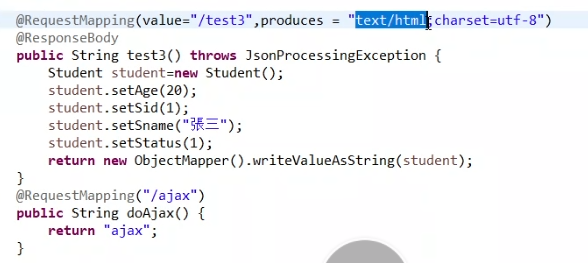 @RequestMapping(value="/test3",produces = "text/html;charset=utf-8")
@ResponseBody
public String test3() throws JsonProcessingException {
    Student student=new Student();
    student.setAge(20);
    student.setSid(1);
    student.setSname("張三");
    student.setStatus(1);
    return new ObjectMapper().writeValueAsString(student);
}
@RequestMapping("/ajax")
public String doAjax() {
    return "ajax";
}